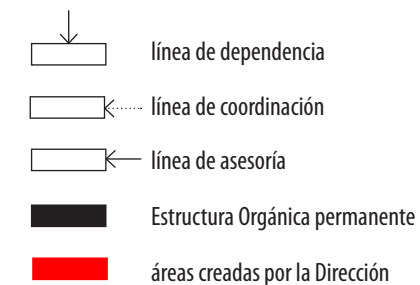 línea de dependencia
línea de coordinación
línea de asesoría
Estructura Orgánica permanente
áreas creadas por la Dirección